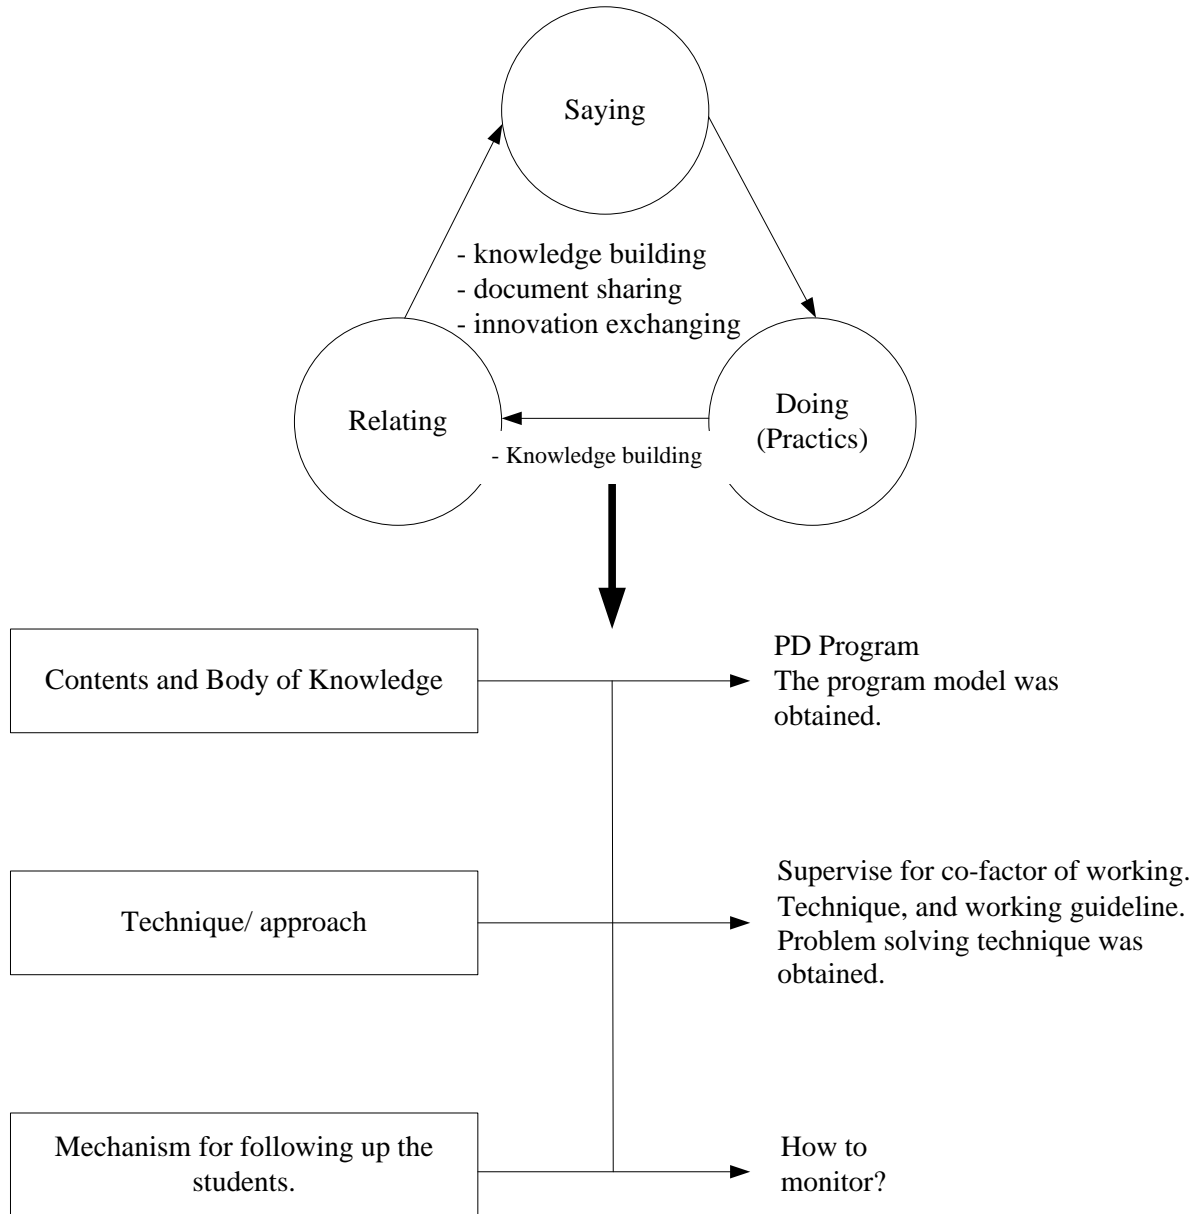 Saying
- knowledge building
- document sharing
- innovation exchanging
Relating
Doing
(Practics)
- Knowledge building
Contents and Body of Knowledge
PD Program
The program model was
obtained.
Technique/ approach
Supervise for co-factor of working.
Technique, and working guideline.
Problem solving technique was
obtained.
Mechanism for following up the
students.
How to
monitor?